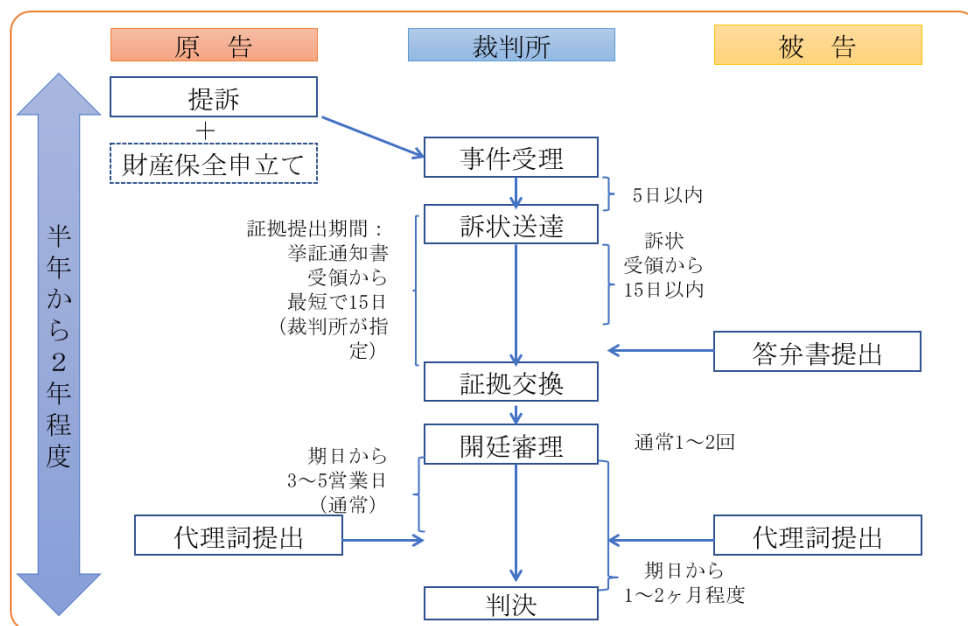 原　告
裁判所
被　告
提訴
＋
財産保全申立て
事件受理
5日以内
訴状送達
証拠提出期間：
挙証通知書
受領から
最短で15日
（裁判所が指
定）
訴状
受領から
15日以内
答弁書提出
証拠交換
開廷審理
通常1～2回
期日から
3～5営業日
（通常）
代理詞提出
代理詞提出
期日から
1～2ヶ月程度
判決
半年から２年程度